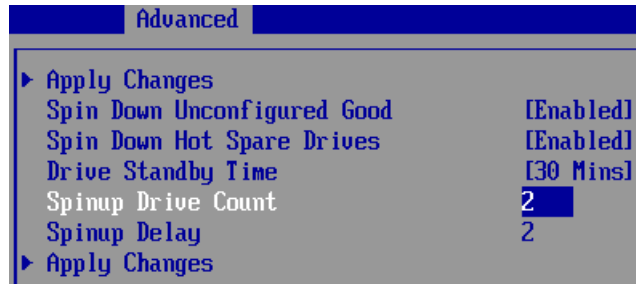 Advanced
Apply Changes
Spin Down Unconfigured Good [Enabled]
Spin Down Hot Spare Drives [Enabled]
Drive Standby Time [30 Mins]
Spinup Drive Count 2
Spinup Delay 2
Apply Changes